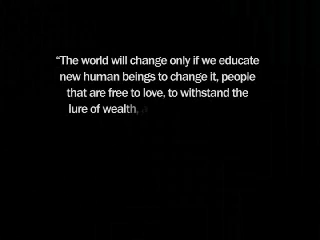 “The world will change only if we educate
new human beings to change it, people
that are free to love, to withstand the
lure of wealth,